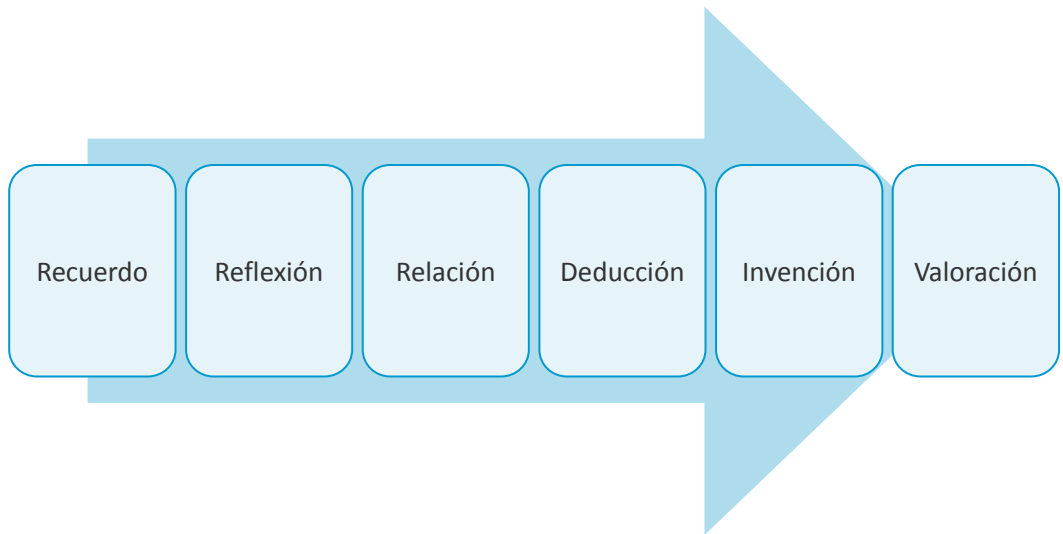 Recuerdo
Reflexión
Relación
Deducción
Invención
Valoración